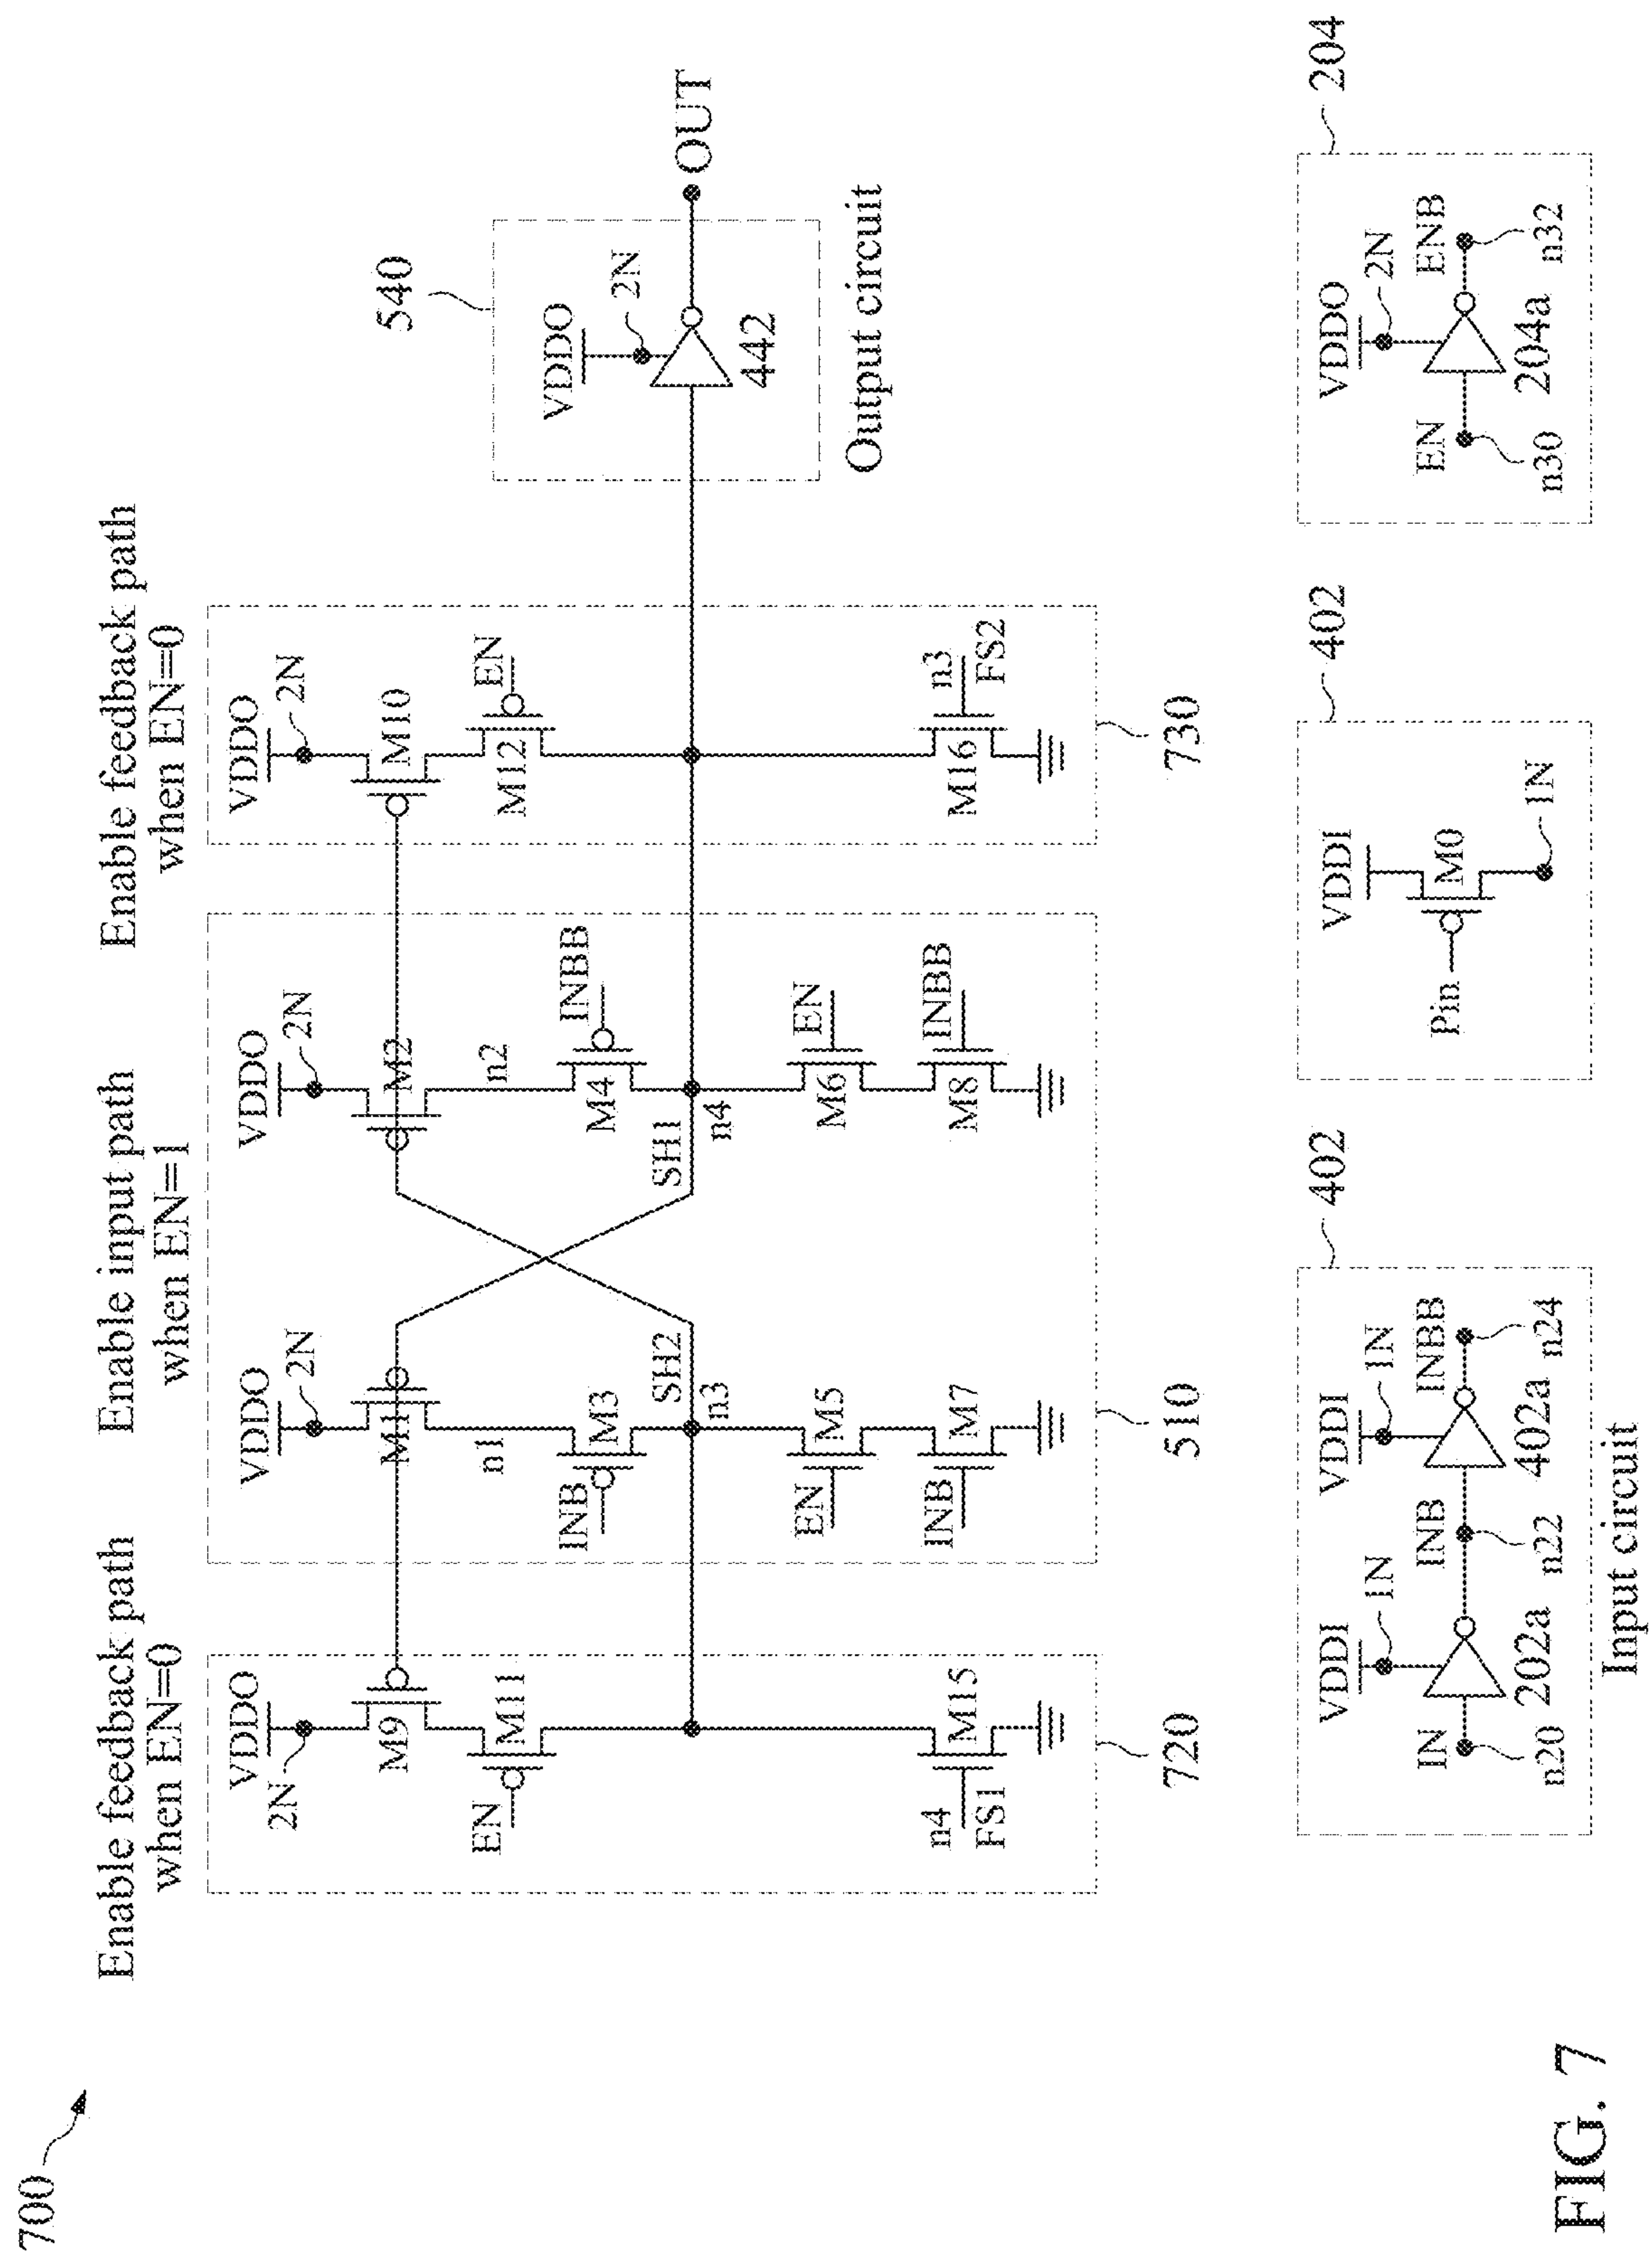 700
Enable feedback path
when EN=0
Enable input path
when EN=1
Enable feedback path
when EN=0
VDDO
2N
M9
EN
M11
n4
FS1
M15
720
VDDO
2N
M1
n1
INB
M3
SH2
n3
EN
M5
INB
M7
510
VDDO
2N
M2
n2
INBB
M4
SH1
n4
EN
M6
INBB
M8
VDDO
2N
M10
EN
M12
n3
FS2
M16
730
540
VDDO
2N
442
OUT
Output circuit
402
VDDI
1N
VDDI
1N
IN
INB
INBB
n20
202a
n22
402a
n24
Input circuit
402
VDDI
Pin
M0
1N
204
VDDO
2N
EN
ENB
n30
204a
n32
FIG. 7